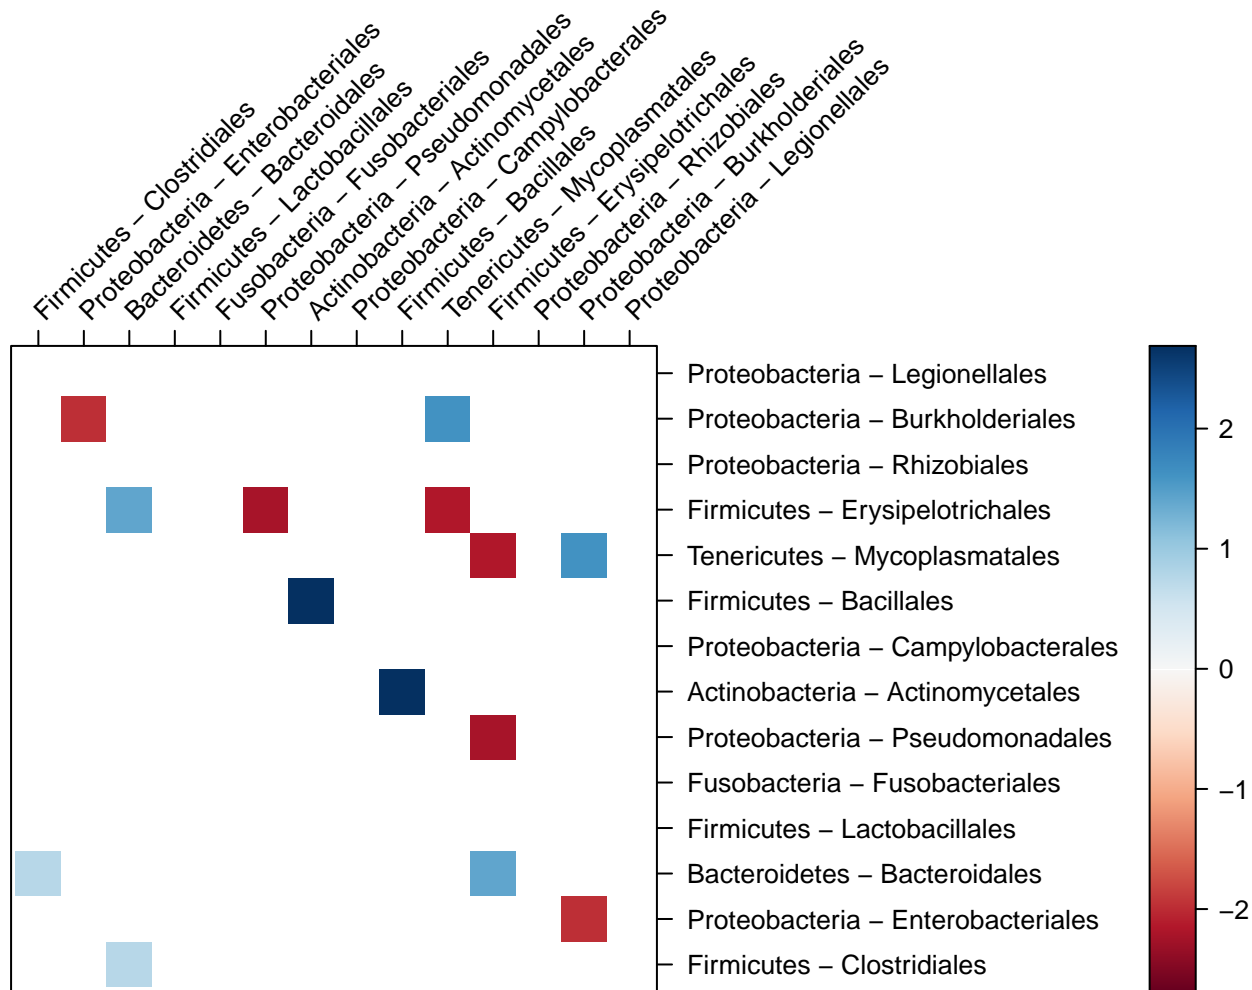 Firmicutes – Clostridiales
Proteobacteria – Enterobacteriales
Bacteroidetes – Bacteroidales
Firmicutes – Lactobacillales
Fusobacteria – Fusobacteriales
Proteobacteria – Pseudomonadales
Actinobacteria – Actinomycetales
Proteobacteria – Campylobacterales
Firmicutes – Bacillales
Tenericutes – Mycoplasmatales
Firmicutes – Erysipelotrichales
Proteobacteria – Rhizobiales
Proteobacteria – Burkholderiales
Proteobacteria – Legionellales
Proteobacteria – Legionellales
Proteobacteria – Burkholderiales
Proteobacteria – Rhizobiales
Firmicutes – Erysipelotrichales
Tenericutes – Mycoplasmatales
Firmicutes – Bacillales
Proteobacteria – Campylobacterales
Actinobacteria – Actinomycetales
Proteobacteria – Pseudomonadales
Fusobacteria – Fusobacteriales
Firmicutes – Lactobacillales
Bacteroidetes – Bacteroidales
Proteobacteria – Enterobacteriales
Firmicutes – Clostridiales
2
1
0
−1
−2